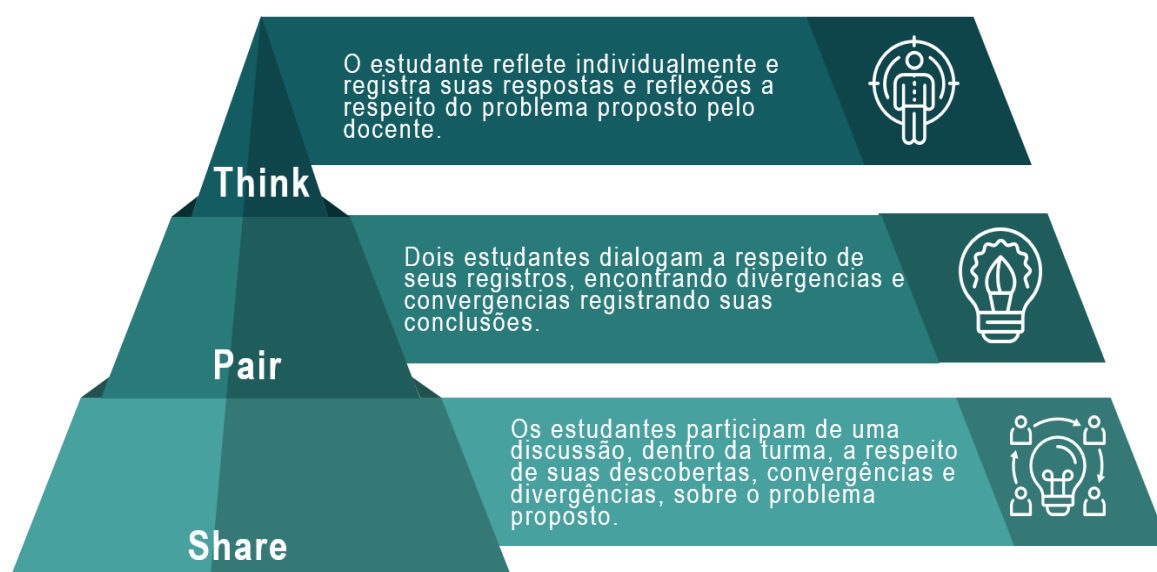 O estudante reflete individualmente e
registra suas respostas e reflexões a
respeito do problema proposto pelo
docente.
Think
Dois estudantes dialogam a respeito de
seus registros, encontrando divergencias e
convergencias registrando suas
conclusões.
Pair
Os estudantes participam de uma
discussão, dentro da turma, a respeito
de suas descobertas, convergências e
divergências, sobre o problema
proposto.
Share